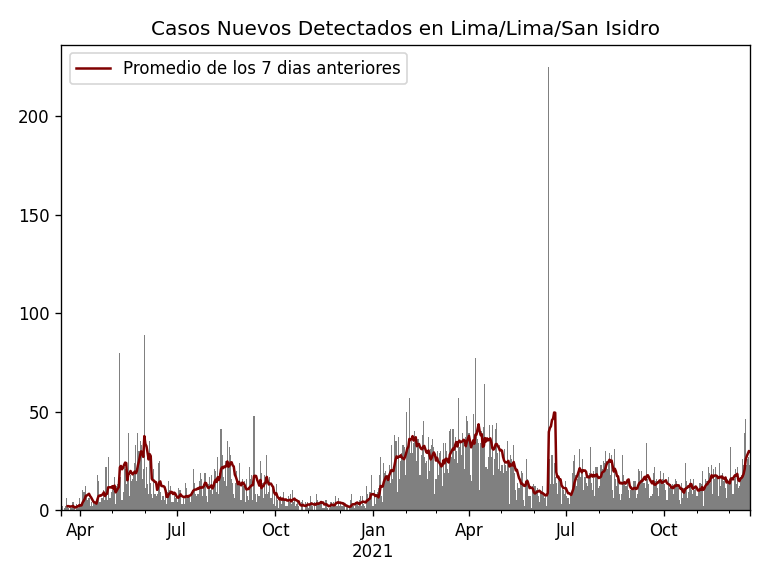 Casos Nuevos Detectados en Lima/Lima/San Isidro
Promedio de los 7 dias anteriores
200
150
100
50
0
Apr Jul Oct Jan Apr Jul Oct
2021